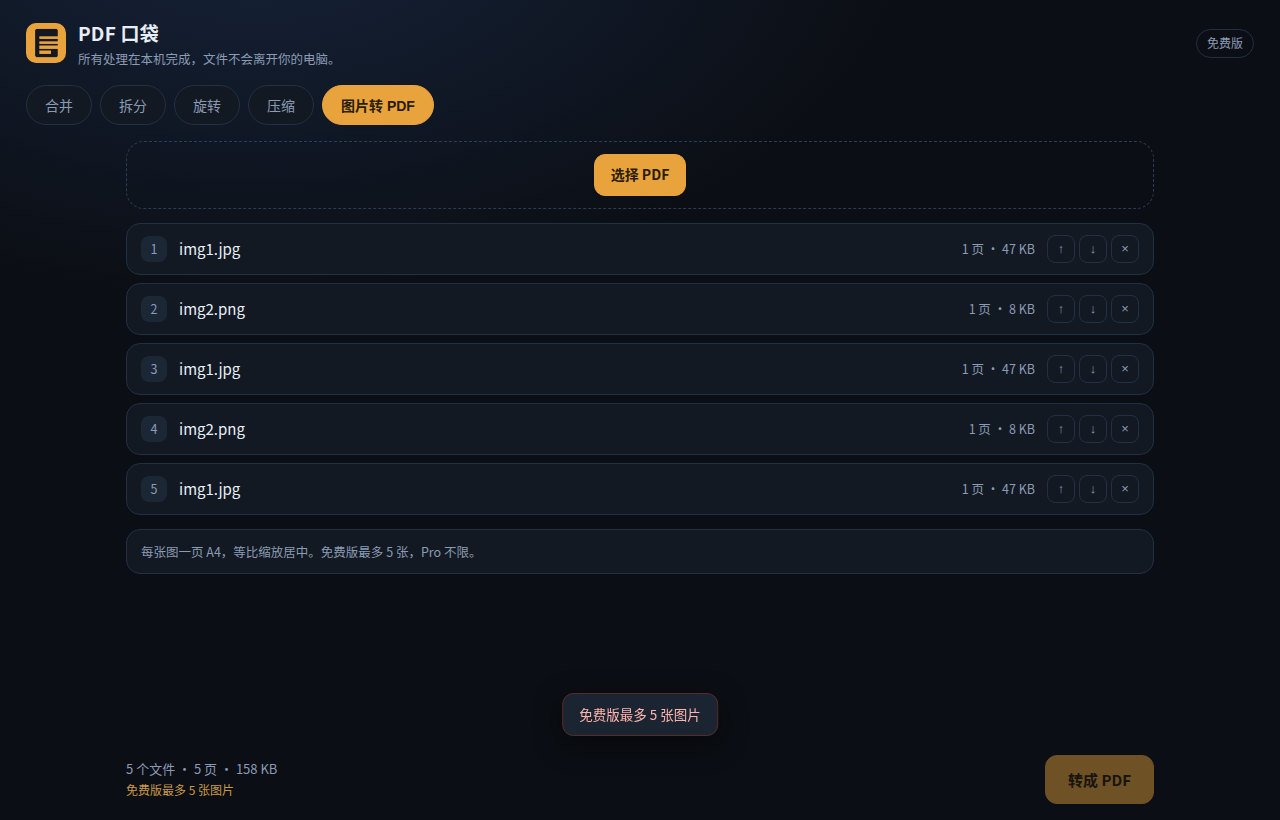 PDF 口袋
所有处理在本机完成，文件不会离开你的电脑。
免费版
合并
拆分
旋转
压缩
图片转 PDF
选择 PDF
1 img1.jpg 1 页 · 47 KB ↑ ↓ ×
2 img2.png 1 页 · 8 KB ↑ ↓ ×
3 img1.jpg 1 页 · 47 KB ↑ ↓ ×
4 img2.png 1 页 · 8 KB ↑ ↓ ×
5 img1.jpg 1 页 · 47 KB ↑ ↓ ×
每张图一页 A4，等比缩放居中。免费版最多 5 张，Pro 不限。
免费版最多 5 张图片
5 个文件 · 5 页 · 158 KB
免费版最多 5 张图片
转成 PDF